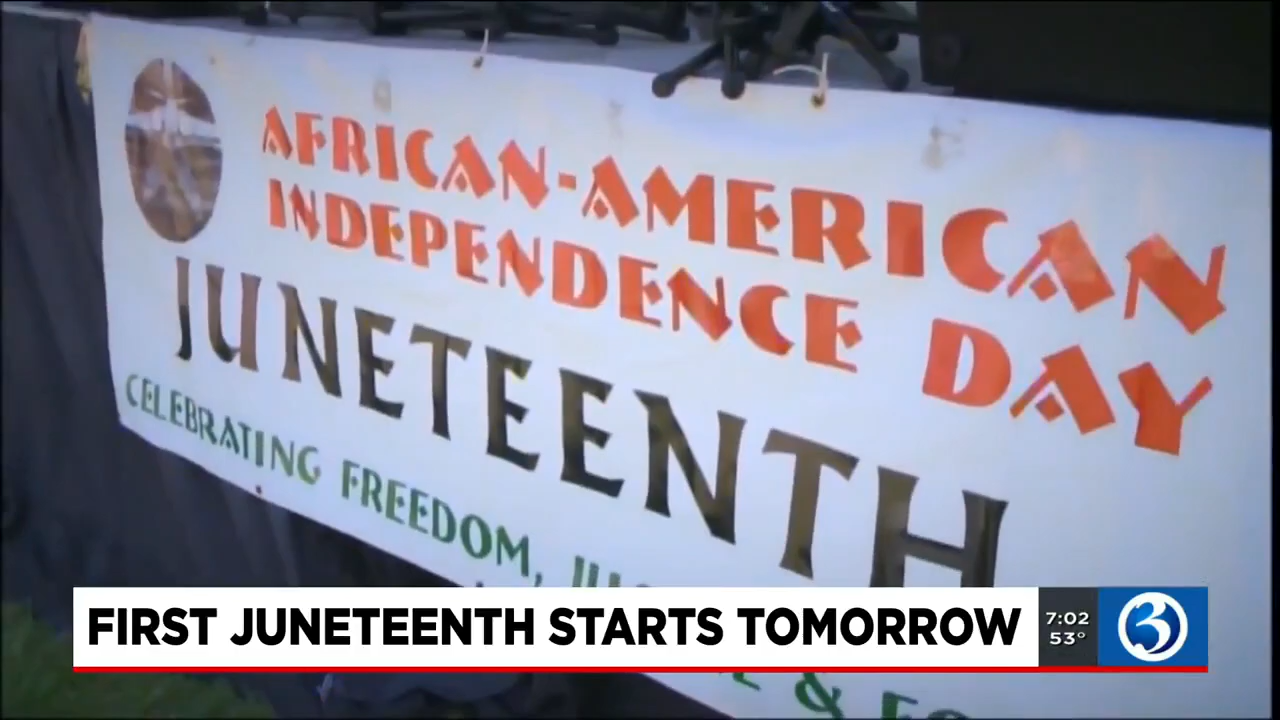 AFRICAN-AMERICAN
INDEPENDENCE DAY
JUNETEENTH
CELEBRATING FREEDOM,
&
FIRST JUNETEENTH STARTS TOMORROW
7:02
53°
3